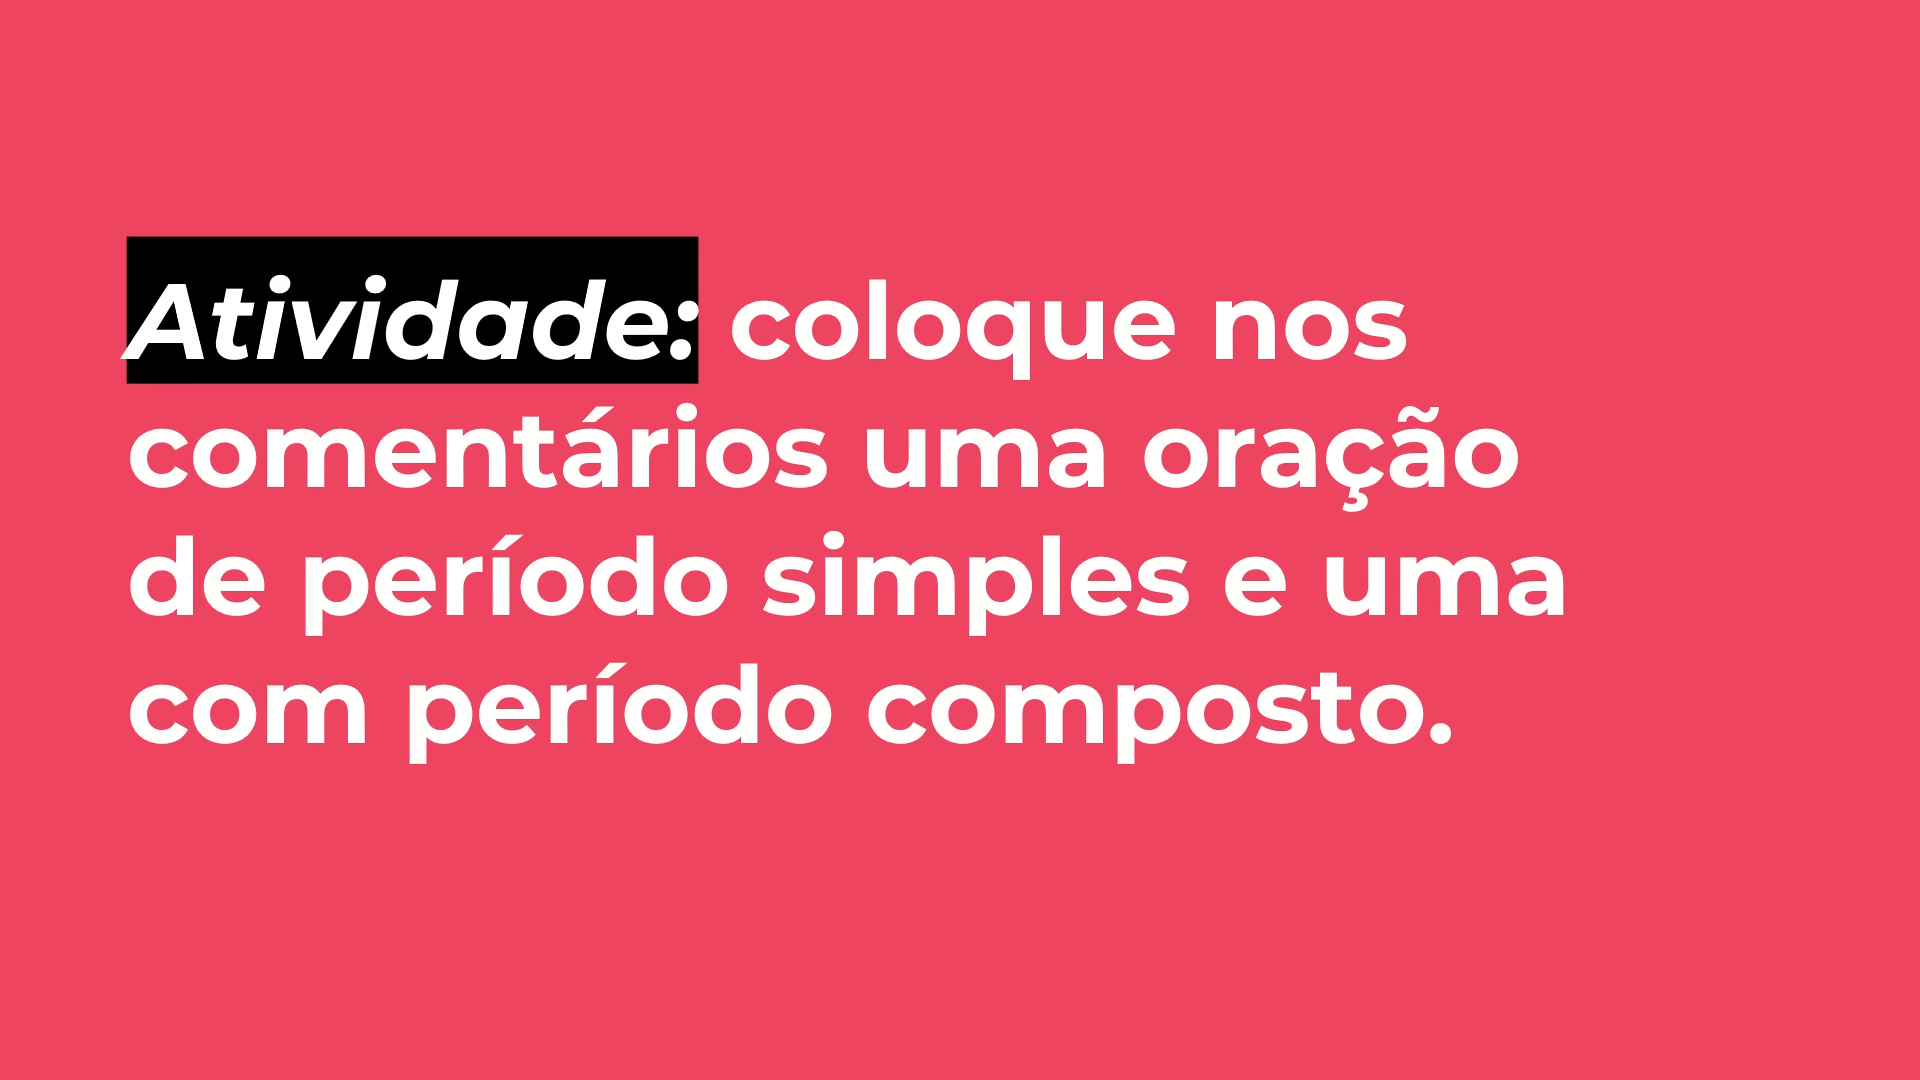 Atividade: coloque nos
comentários uma oração
de período simples e uma
com período composto.